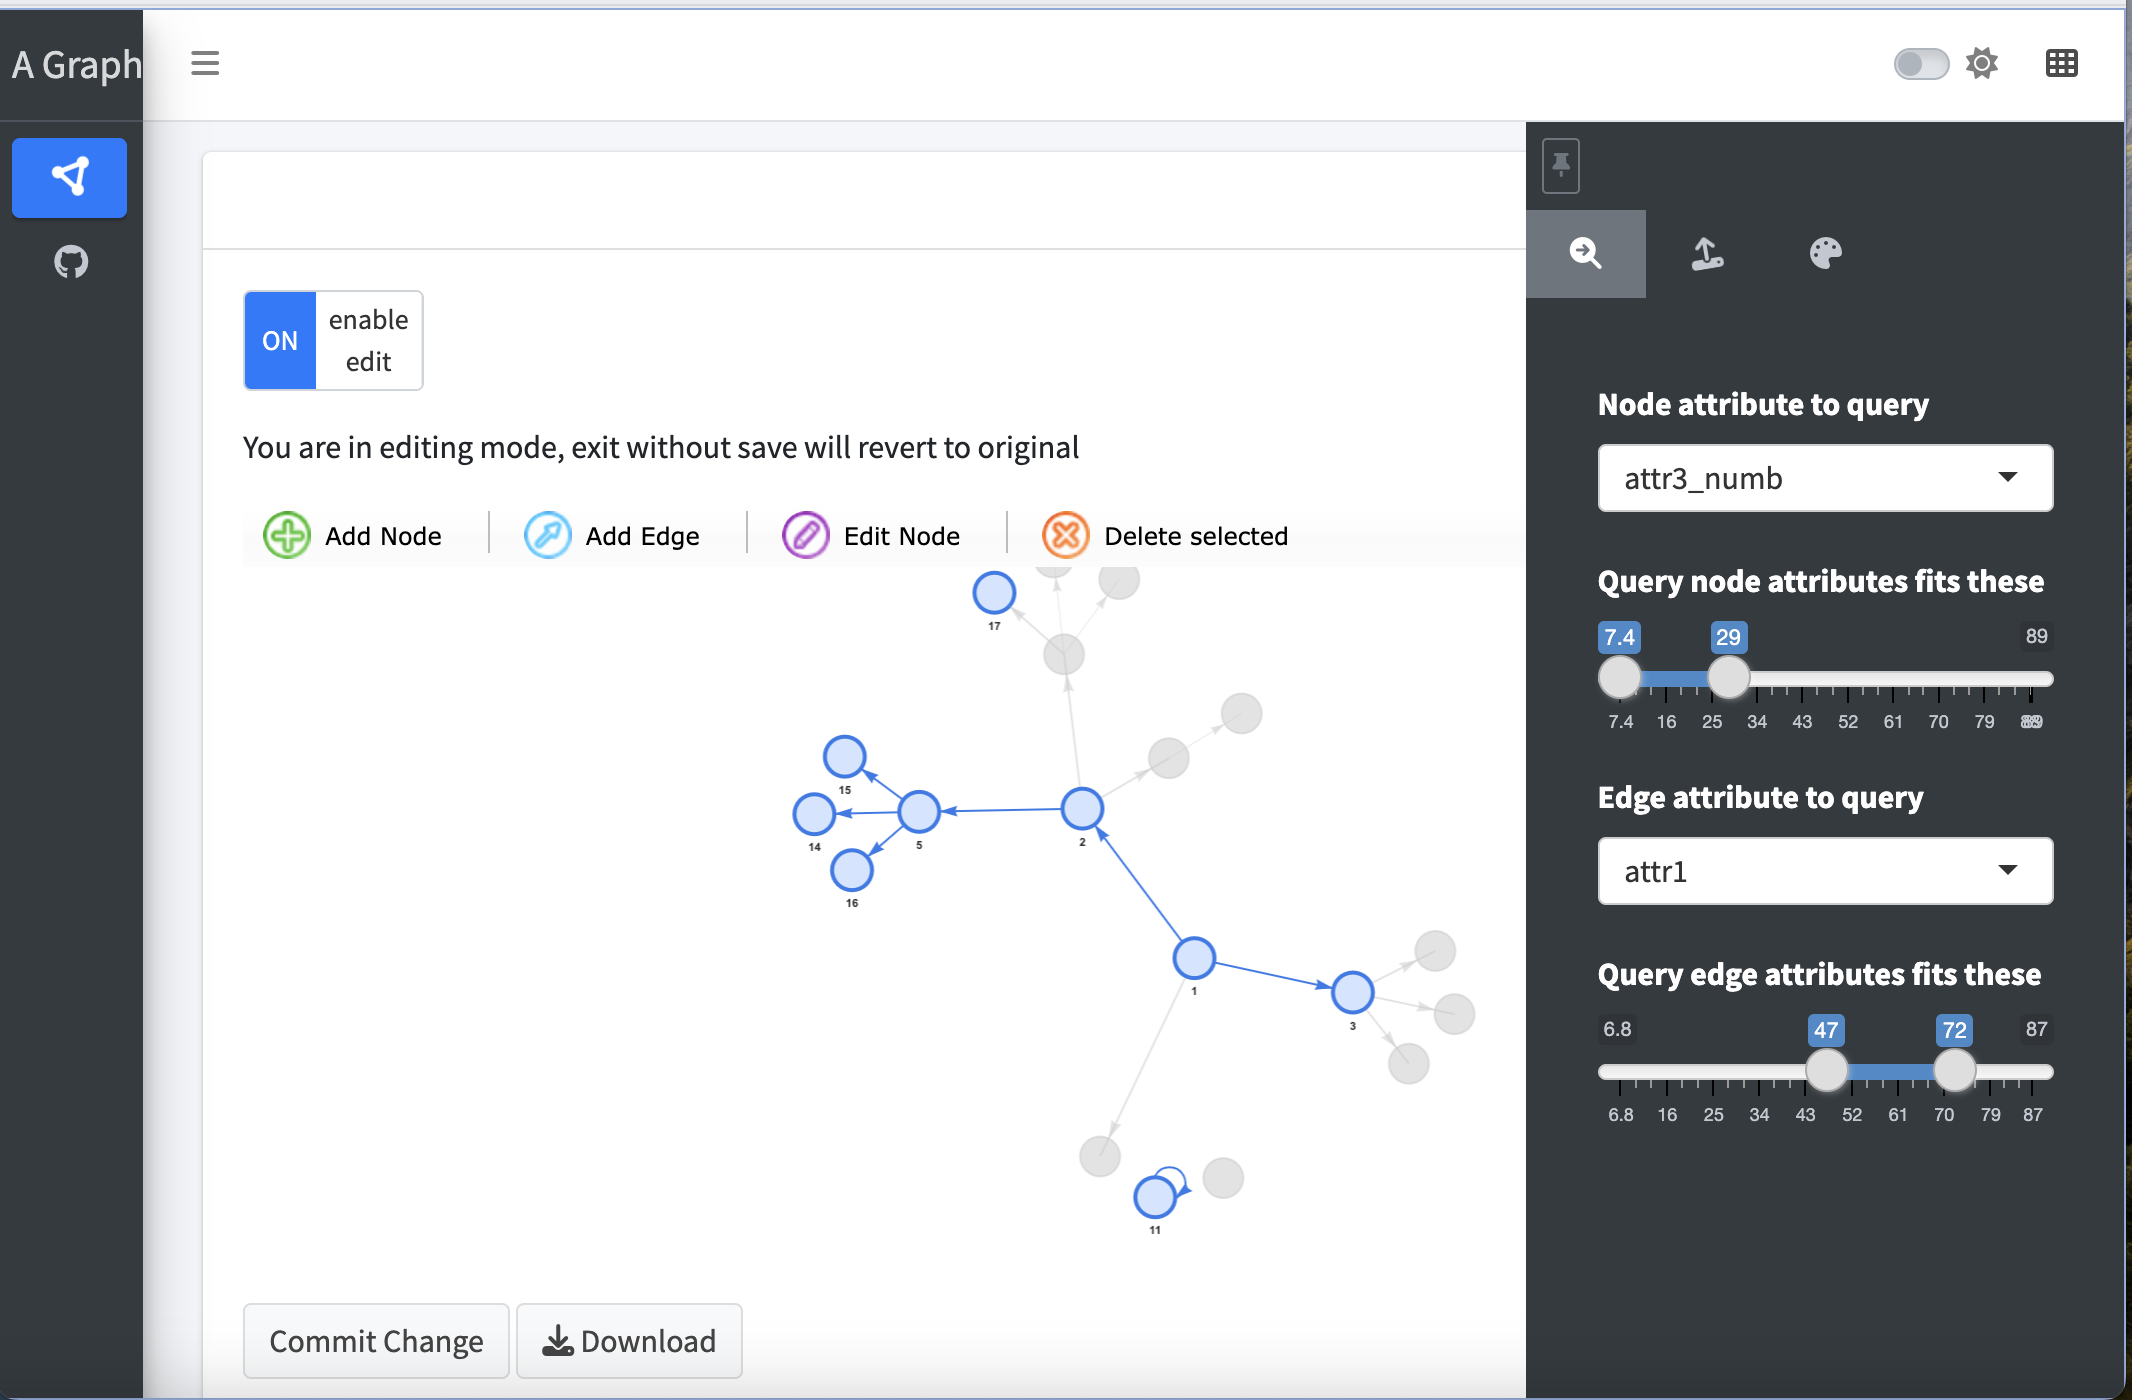 A Graph
ON
enable
edit
You are in editing mode, exit without save will revert to original
Add Node
Add Edge
Edit Node
Delete selected
17
15
14
5
16
2
1
3
11
Commit Change
Download
Node attribute to query
attr3_numb
Query node attributes fits these
7.4 29 89
7.4 16 25 34 43 52 61 70 79 89
Edge attribute to query
attr1
Query edge attributes fits these
6.8 47 72 87
6.8 16 25 34 43 52 61 70 79 87